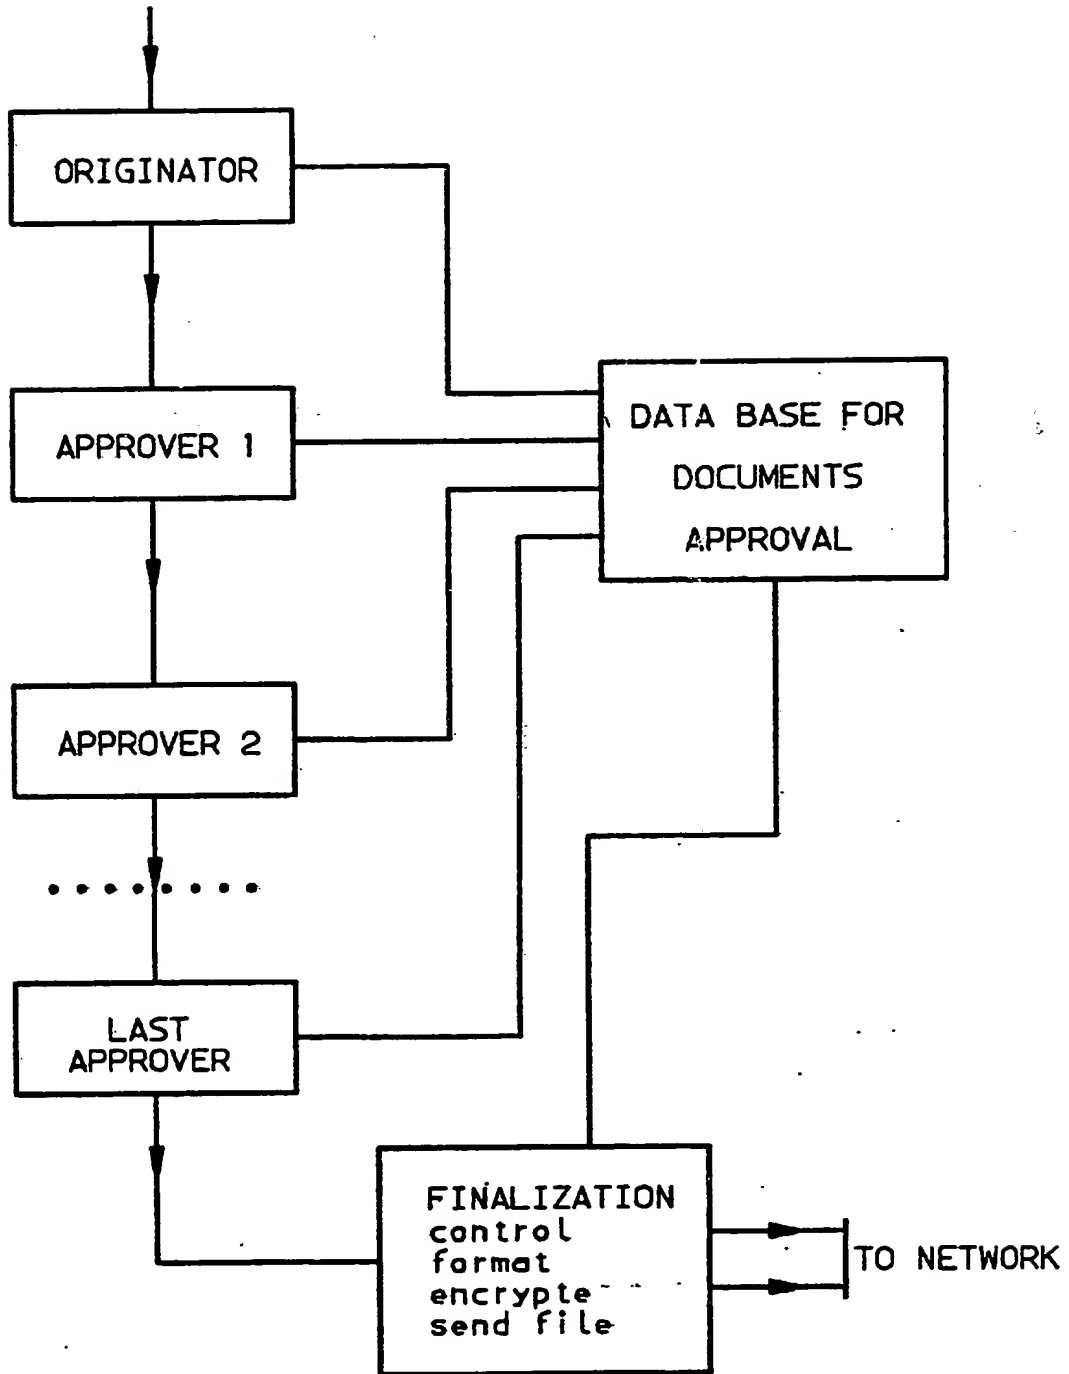 ORIGINATOR
APPROVER 1
DATA BASE FOR
DOCUMENTS
APPROVAL
APPROVER 2
LAST
APPROVER
FINALIZATION
control
format
encrypte
send file
TO NETWORK